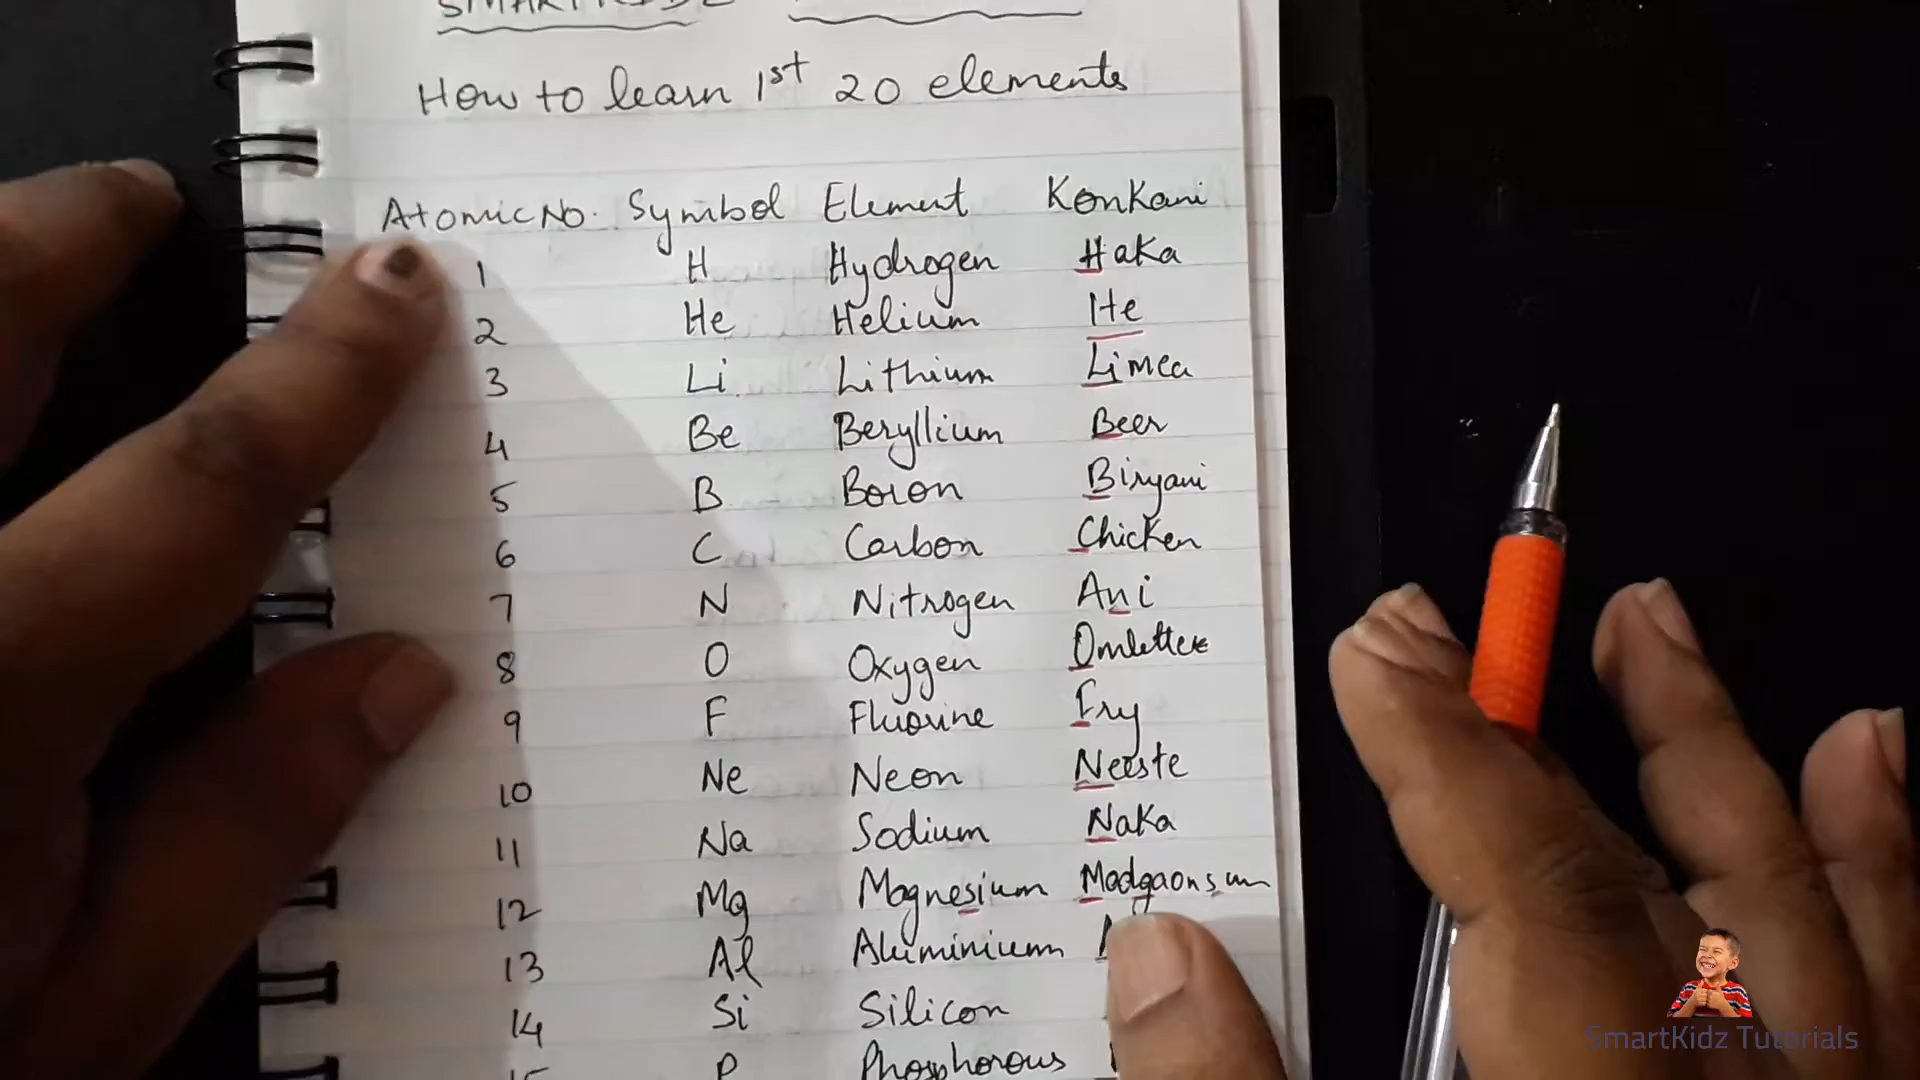 How to learn 1st 20 elements
Atomic No. Symbol Element Konkani
1 H Hydrogen Haka
2 He Helium He
3 Li Lithium Limca
4 Be Beryllium Beer
5 B Boron Biryani
6 C Carbon Chicken
7 N Nitrogen Ani
8 O Oxygen Omlette
9 F Fluorine Fry
10 Ne Neon Neeste
11 Na Sodium Naka
12 Mg Magnesium Madgaonsun
13 Al Aluminium
14 Si Silicon
15 P Phosphorous
SmartKidz Tutorials